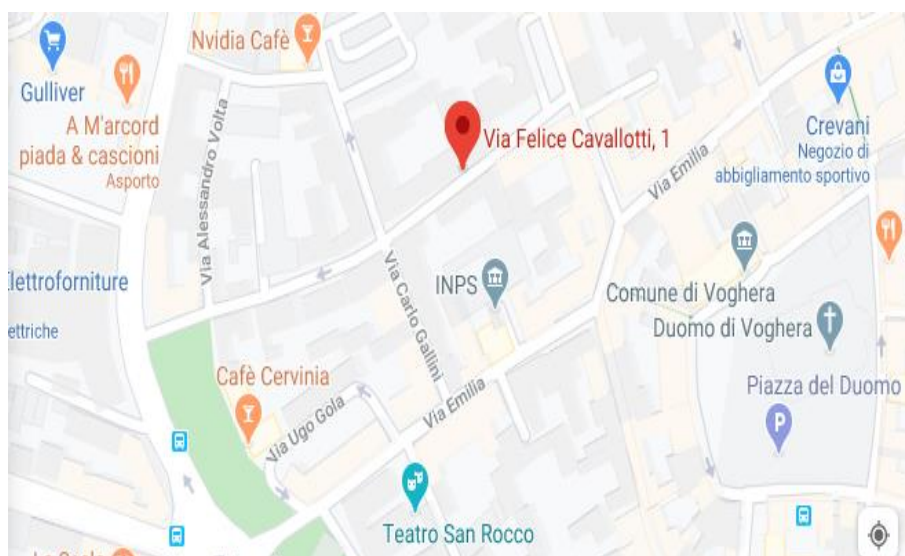 Nvidia Cafè
Gulliver
A M'arcord
piada & cascioni
Asporto
Via Alessandro Volta
Via Felice Cavallotti, 1
Crevani
Negozio di
abbigliamento sportivo
Via Emilia
Elettroforniture
ettriche
Via Carlo Gallini
INPS
Comune di Voghera
Duomo di Voghera
Cafè Cervinia
Via Ugo Gola
Via Emilia
Piazza del Duomo
P
Teatro San Rocco